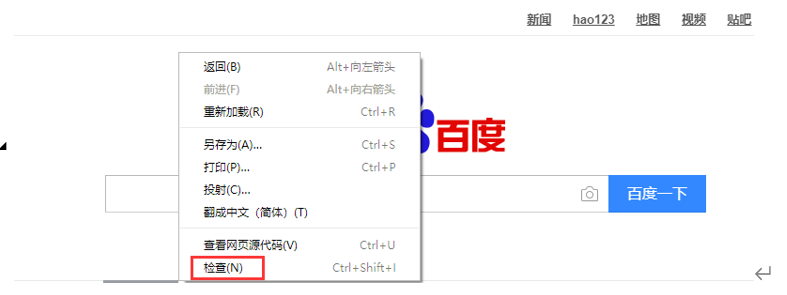 新闻 hao123 地图 视频 贴吧
返回(B) Alt+向左箭头
前进(F) Alt+向右箭头
重新加载(R) Ctrl+R
另存为(A)... Ctrl+S
打印(P)... Ctrl+P
投射(C)...
翻成中文（简体）(T)
查看网页源代码(V) Ctrl+U
检查(N) Ctrl+Shift+I
百度
百度一下